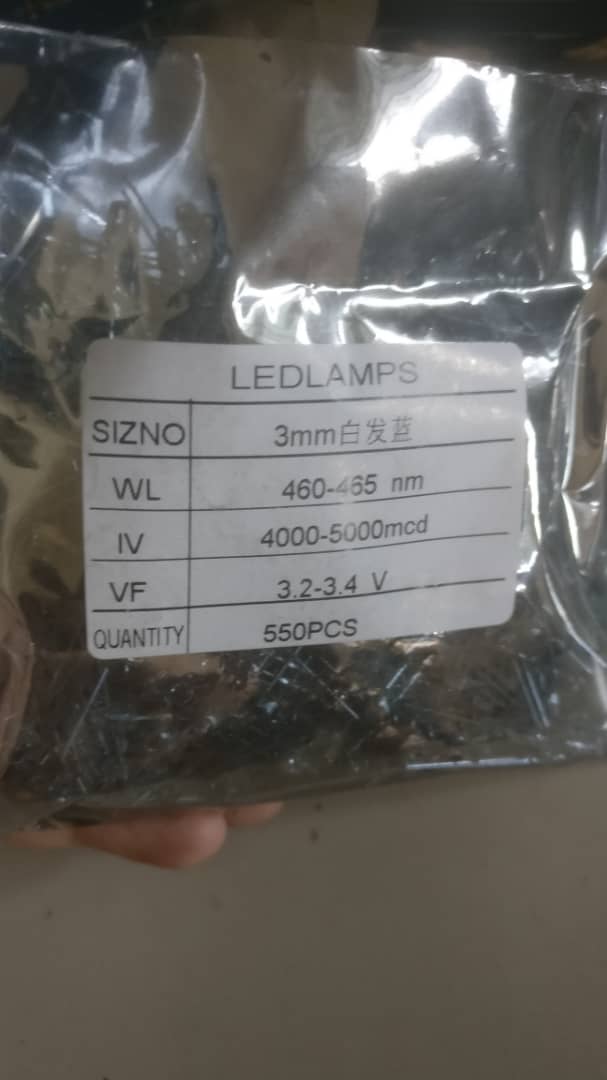 LEDLAMPS
SIZNO 3mm白发蓝
WL 460-465 nm
IV 4000-5000mcd
VF 3.2-3.4 V
QUANTITY 550PCS